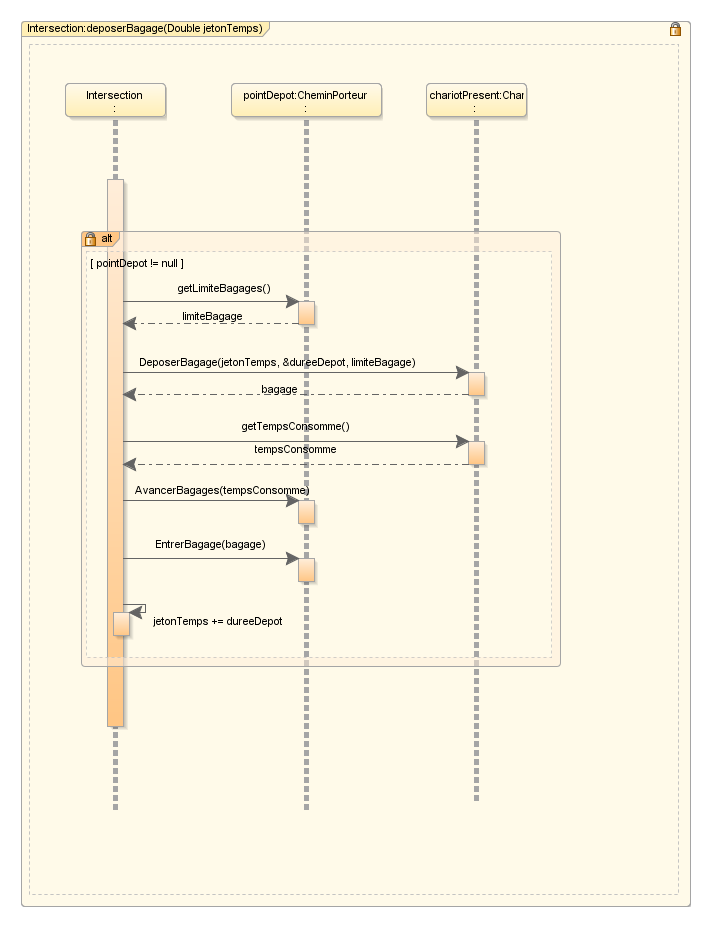 Intersection:deposerBagage(Double jetonTemps)
Intersection
:
pointDepot:CheminPorteur
:
chariotPresent:Char
:
alt
[ pointDepot != null ]
getLimiteBagages()
limiteBagage
DeposerBagage(jetonTemps, &dureeDepot, limiteBagage)
bagage
getTempsConsomme()
tempsConsomme
AvancerBagages(tempsConsomme)
EntrerBagage(bagage)
jetonTemps += dureeDepot